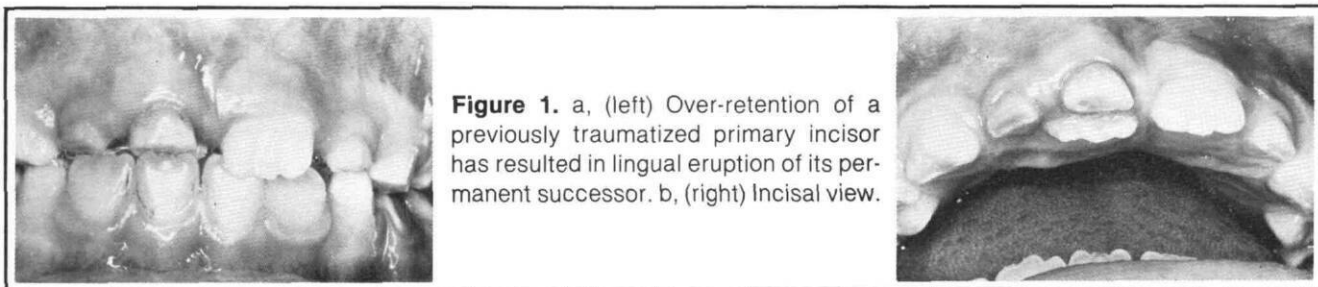 Figure 1. a, (left) Over-retention of a
previously traumatized primary incisor
has resulted in lingual eruption of its per-
manent successor. b, (right) Incisal view.